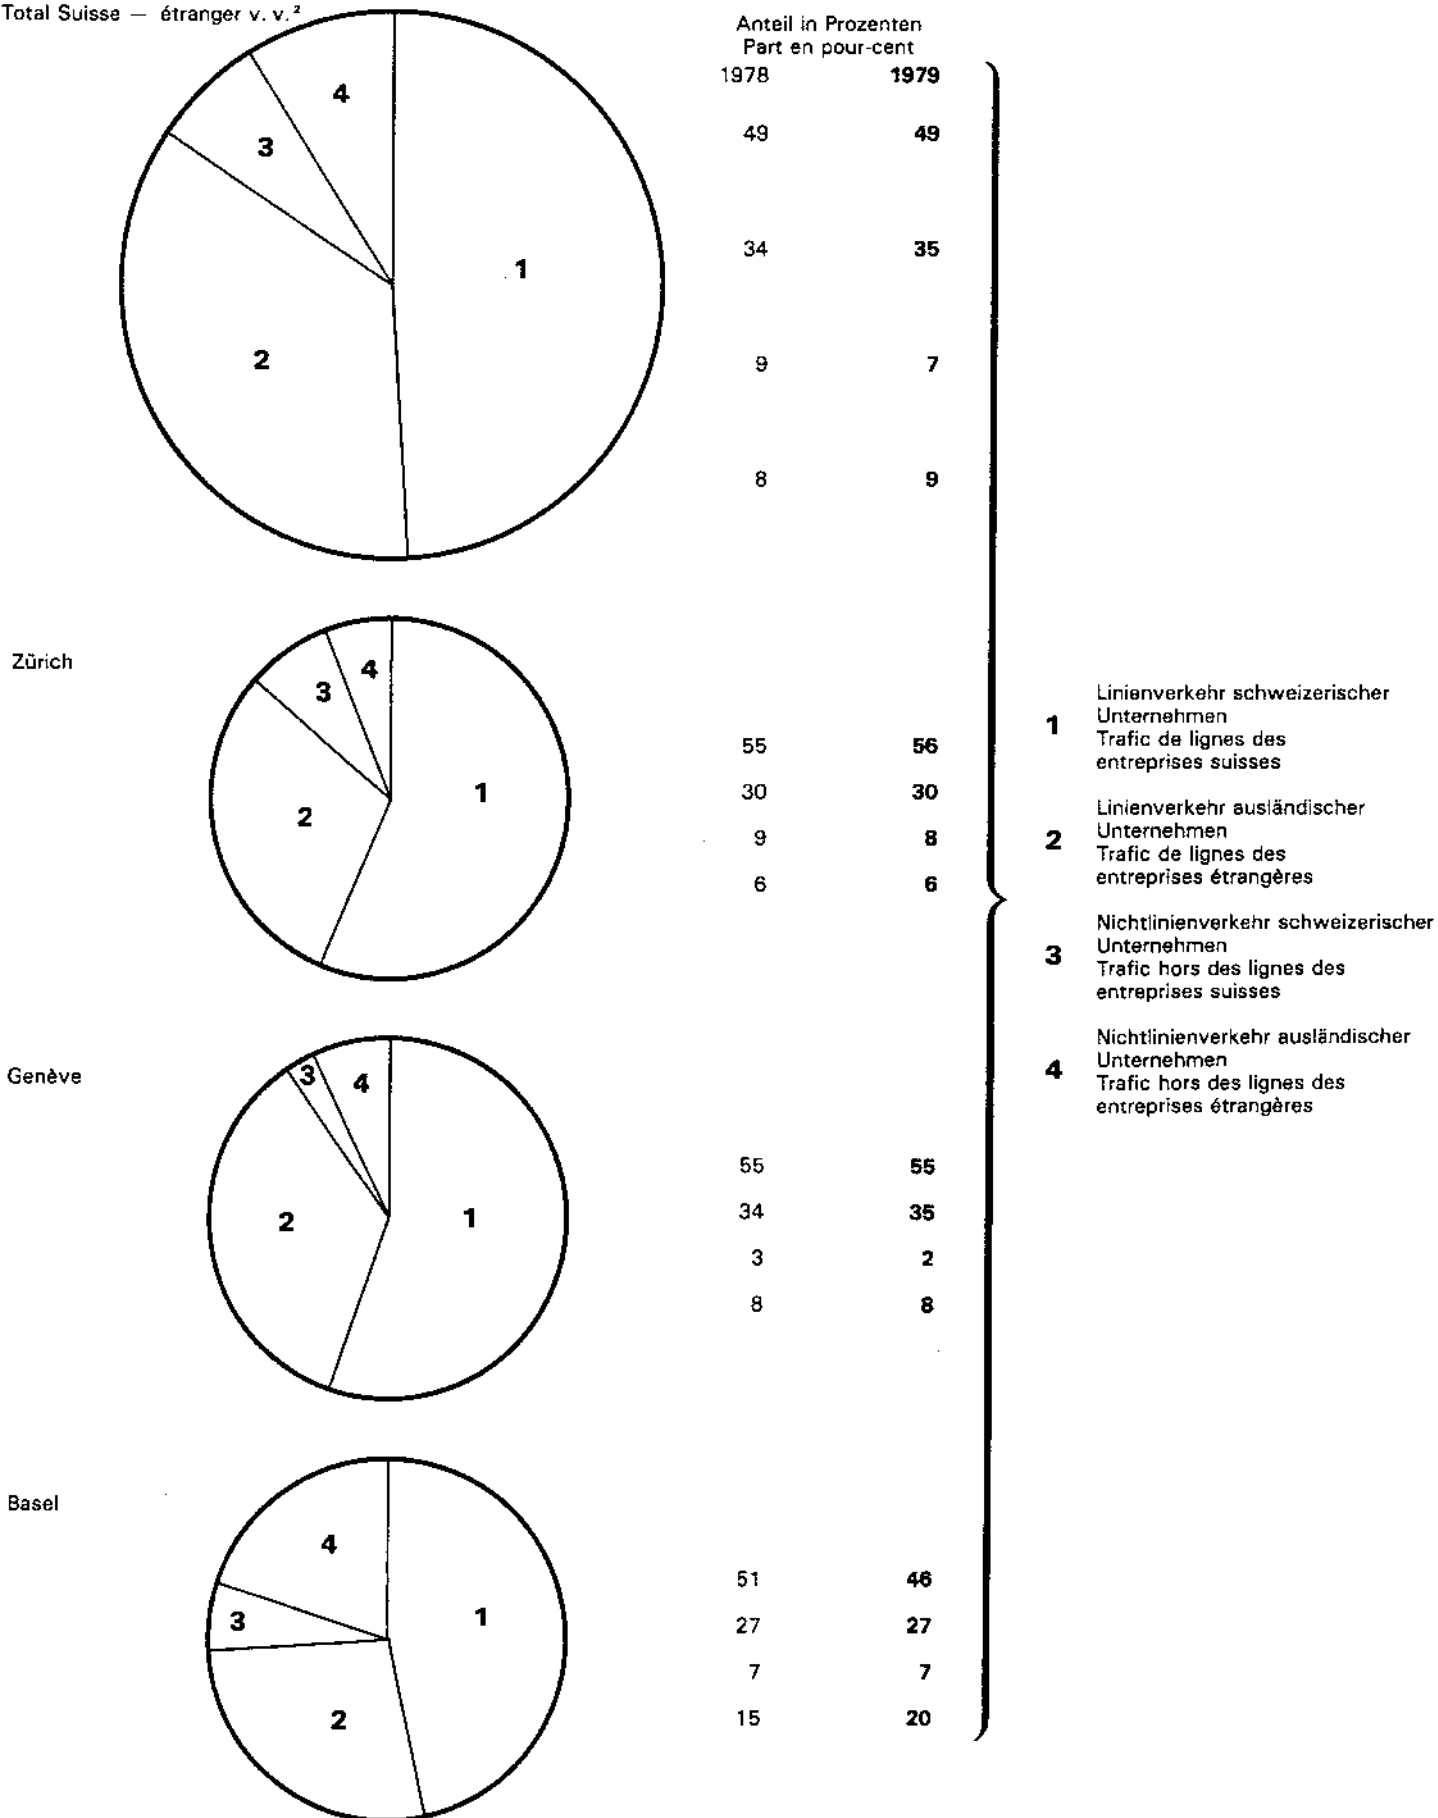 Total Suisse — étranger v. v.²
4
3
1
2
Anteil in Prozenten
Part en pour-cent
1978 1979
49 49
34 35
9 7
8 9
Zürich
4
3
1
2
55 56
30 30
9 8
6 6
Genève
3
4
2
1
55 55
34 35
3 2
8 8
Basel
4
3
1
2
51 46
27 27
7 7
15 20
1
Linienverkehr schweizerischer
Unternehmen
Trafic de lignes des
entreprises suisses
2
Linienverkehr ausländischer
Unternehmen
Trafic de lignes des
entreprises étrangères
3
Nichtlinienverkehr schweizerischer
Unternehmen
Trafic hors des lignes des
entreprises suisses
4
Nichtlinienverkehr ausländischer
Unternehmen
Trafic hors des lignes des
entreprises étrangères